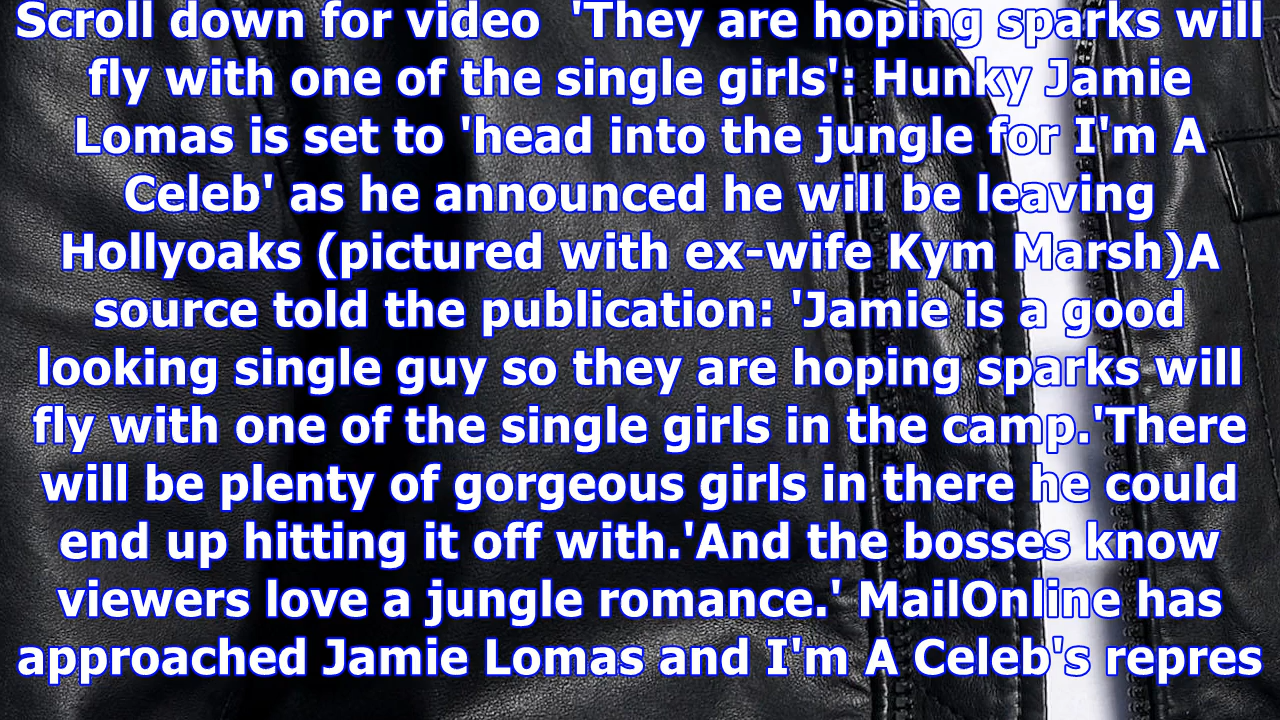 Scroll down for video  'They are hoping sparks will
fly with one of the single girls': Hunky Jamie
Lomas is set to 'head into the jungle for I'm A
Celeb' as he announced he will be leaving
Hollyoaks (pictured with ex-wife Kym Marsh)A
source told the publication: 'Jamie is a good
looking single guy so they are hoping sparks will
fly with one of the single girls in the camp.'There
will be plenty of gorgeous girls in there he could
end up hitting it off with.'And the bosses know
viewers love a jungle romance.' MailOnline has
approached Jamie Lomas and I'm A Celeb's repres